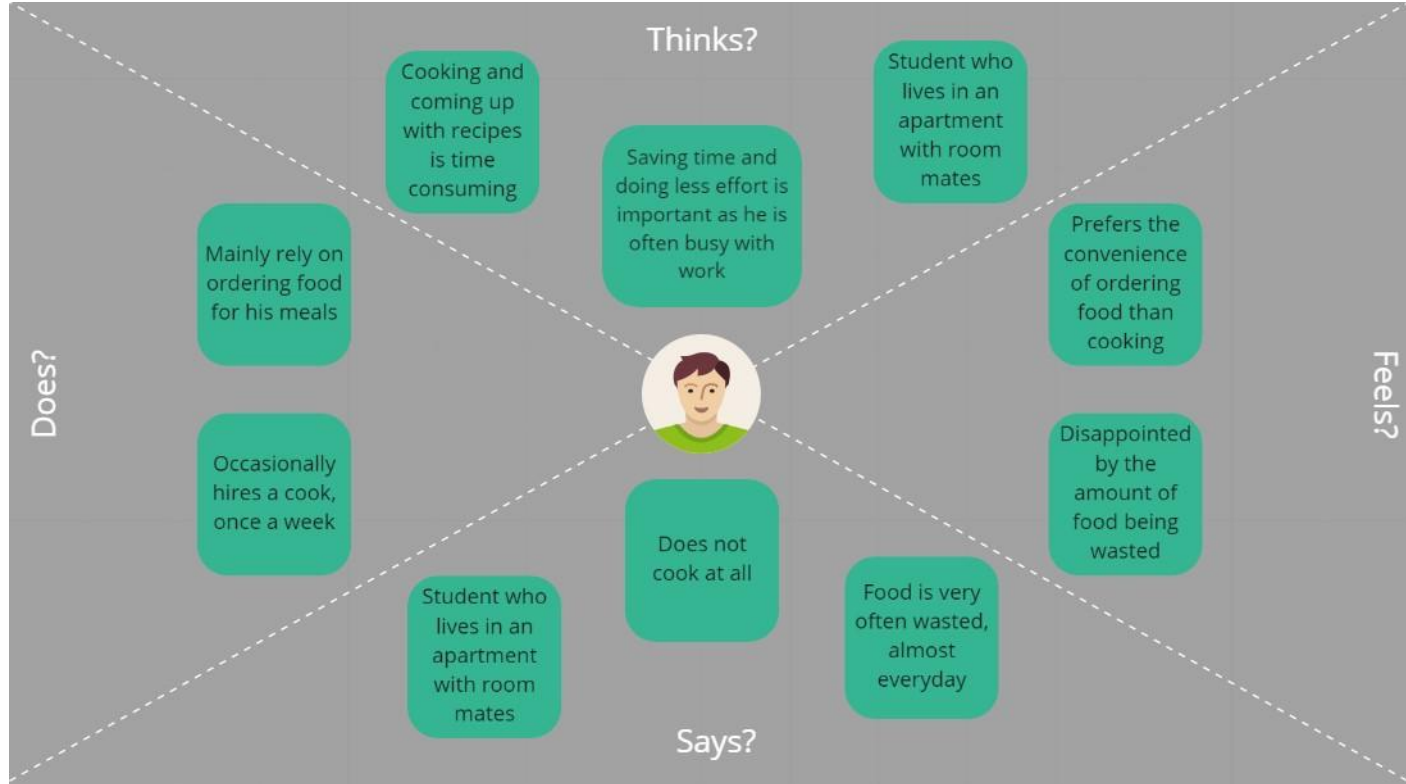 Thinks?
Cooking and
coming up
with recipes
is time
consuming
Saving time and
doing less effort is
important as he is
often busy with
work
Student who
lives in an
apartment
with room
mates
Does?
Mainly rely on
ordering food
for his meals
Occasionally
hires a cook,
once a week
Prefers the
convenience
of ordering
food than
cooking
Disappointed
by the
amount of
food being
wasted
Feels?
Student who
lives in an
apartment
with room
mates
Does not
cook at all
Food is very
often wasted,
almost
everyday
Says?